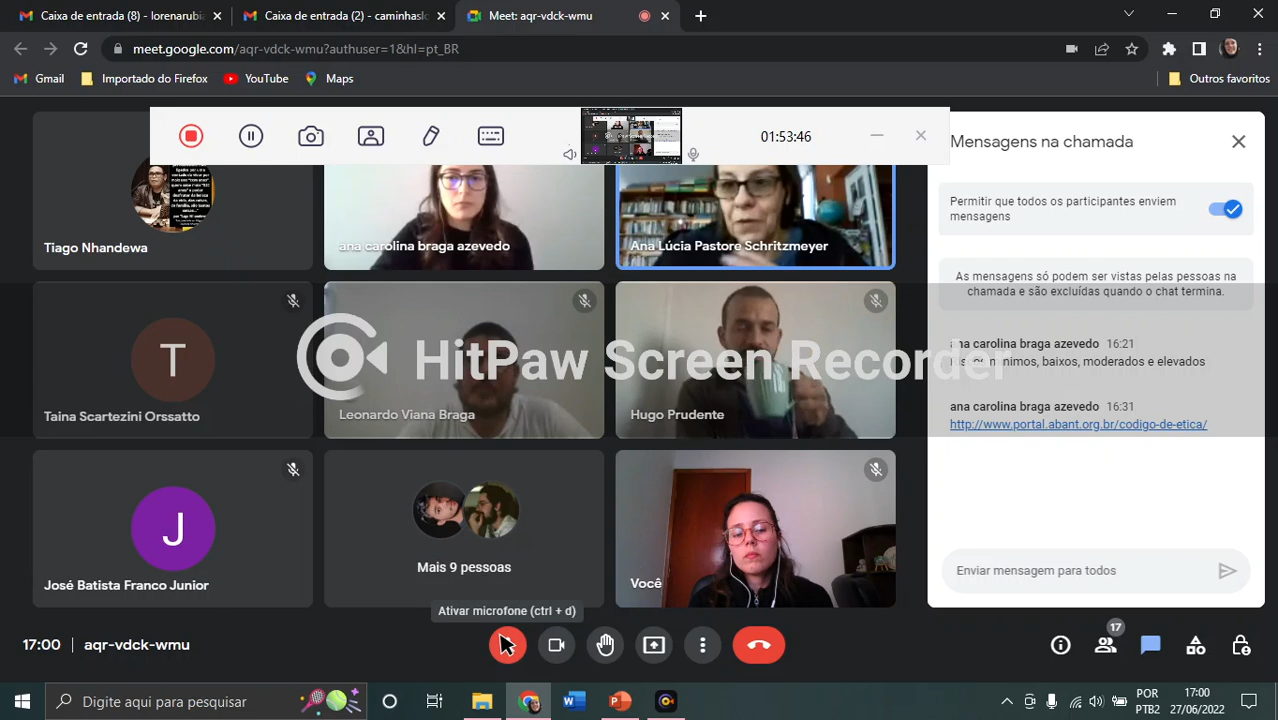 Caixa de entrada (8) - lorenarubia
Caixa de entrada (2) - caminhaslo
Meet: aqr-vdck-wmu
meet.google.com/aqr-vdck-wmu?authuser=1&hl=pt_BR
Gmail
Importado do Firefox
YouTube
Maps
Outros favoritos
01:53:46
Mensagens na chamada
Permitir que todos os participantes enviem
mensagens
Tiago Nhandewa
ana carolina braga azevedo
Ana Lúcia Pastore Schritzmeyer
As mensagens só podem ser vistas pelas pessoas na
chamada e são excluídas quando o chat termina.
HitPaw Screen Recorder
T
Taina Scartezini Orssatto
Leonardo Viana Braga
Hugo Prudente
ana carolina braga azevedo 16:21
mínimos, baixos, moderados e elevados
ana carolina braga azevedo 16:31
http://www.portal.abant.org.br/codigo-de-etica/
J
José Batista Franco Junior
Mais 9 pessoas
Você
Enviar mensagem para todos
Ativar microfone (ctrl + d)
17:00
aqr-vdck-wmu
17
Digite aqui para pesquisar
POR
PTB2
17:00
27/06/2022